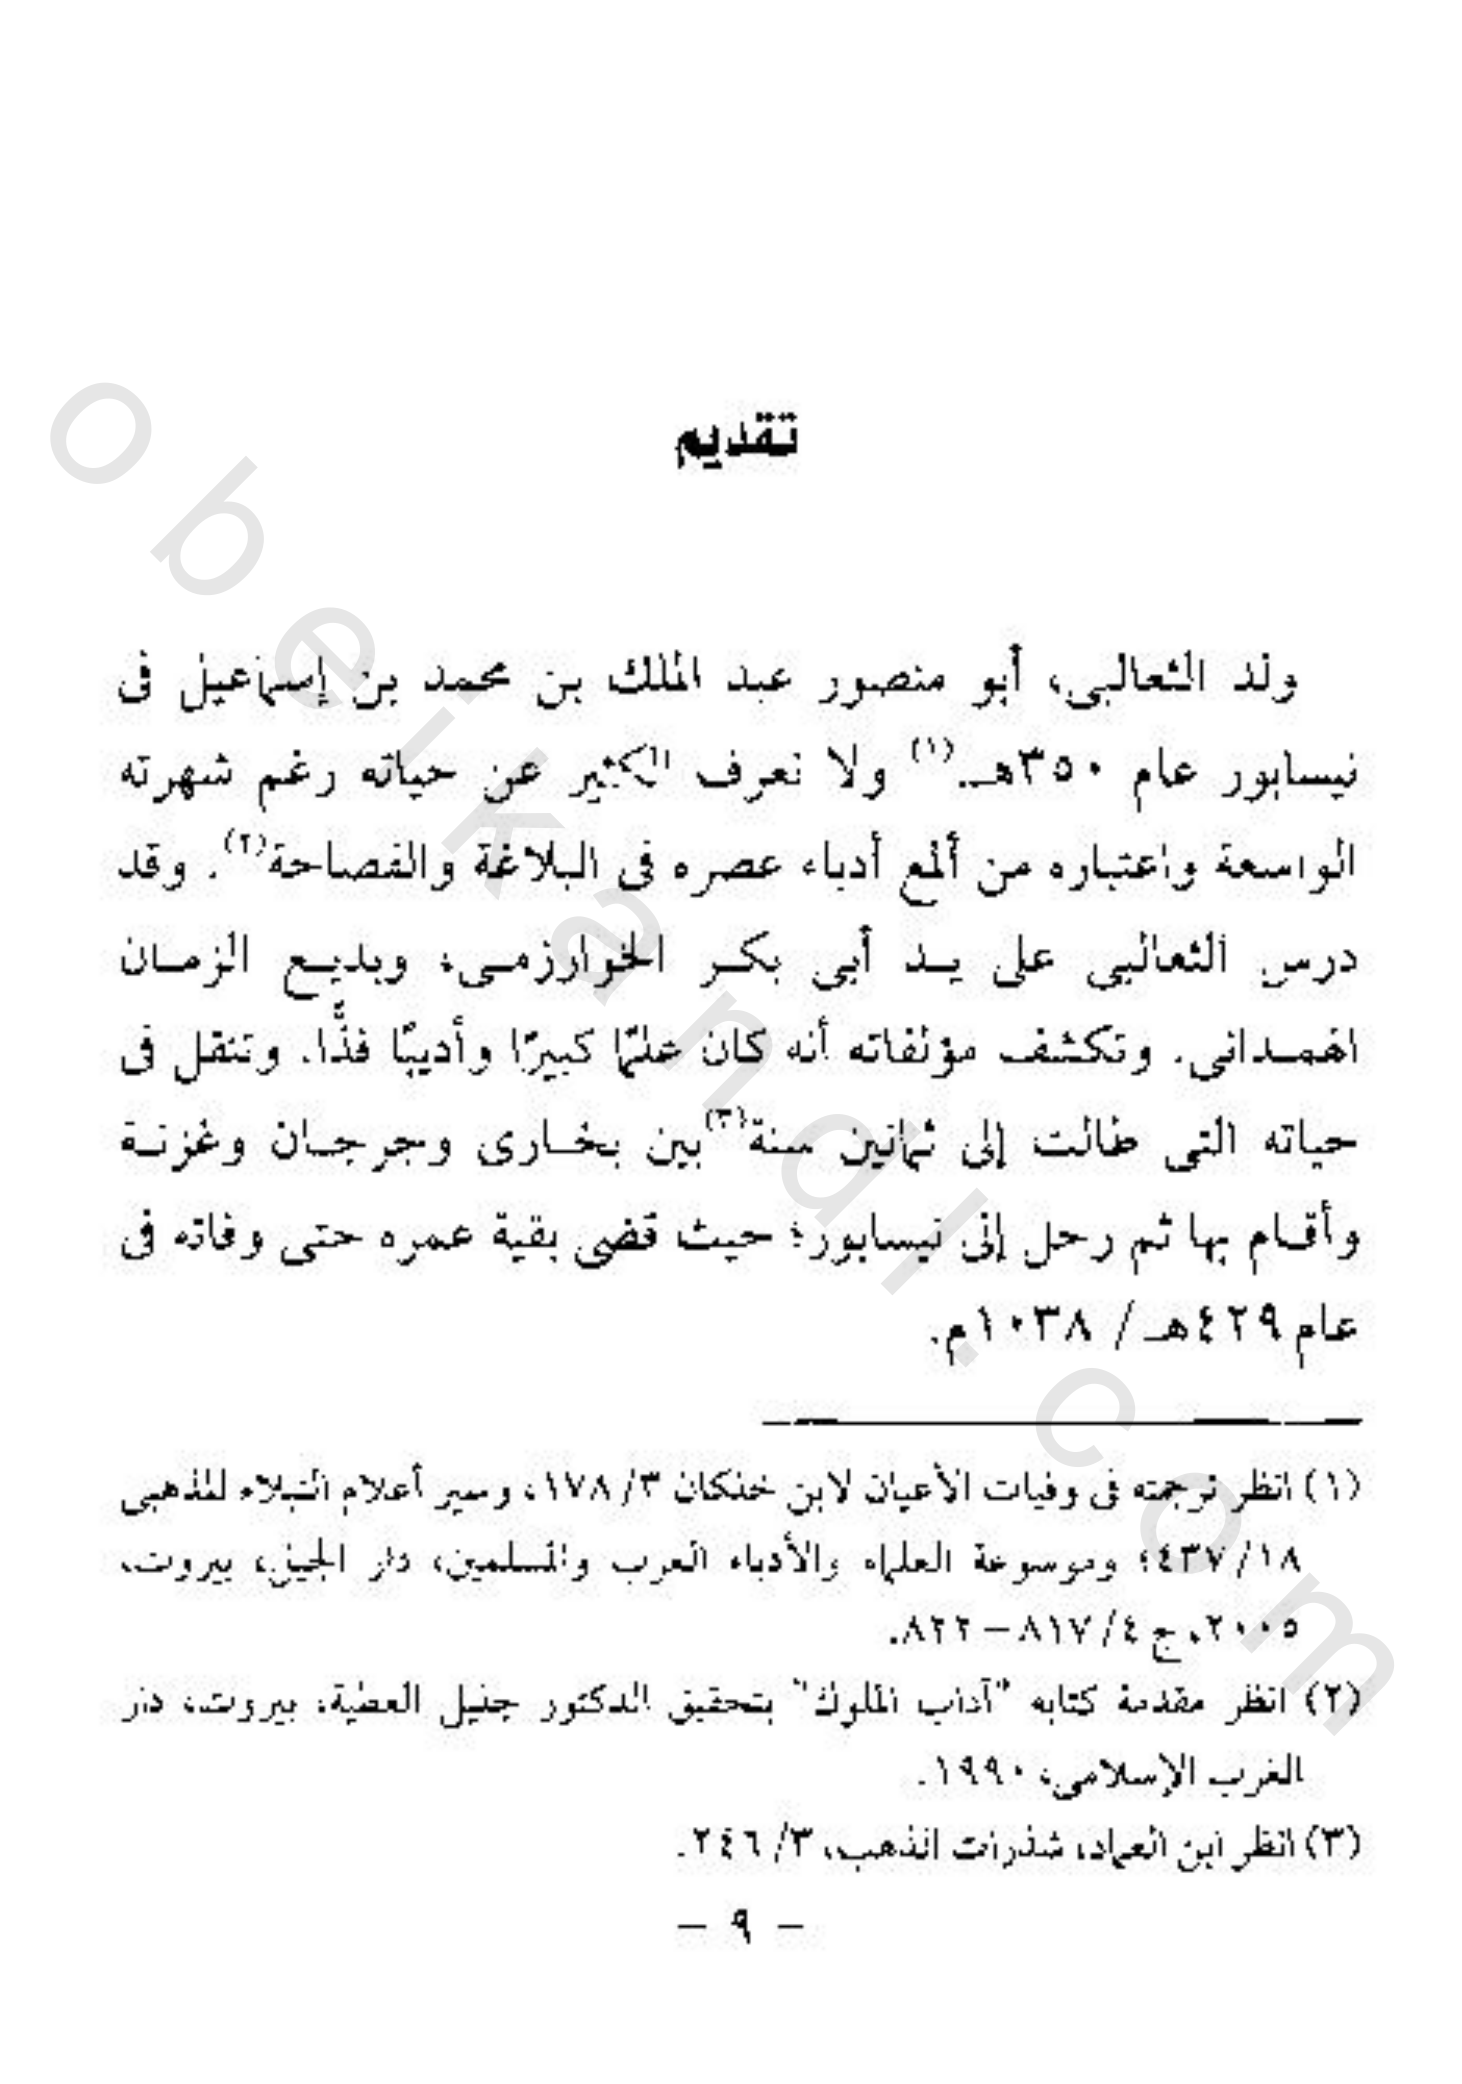 تقديم
ولد الثعالبى، أبو منصور عبد الملك بن محمد بن إسماعيل فى
نيسابور عام ٣٥٠هـ.(١) ولا نعرف الكثير عن حياته رغم شهرته
الواسعة واعتباره من ألمع أدباء عصره فى البلاغة والفصاحة(٢). وقد
درس الثعالبى على يد أبى بكر الخوارزمى، وبديع الزمان
الهمدانى. وتكشف مؤلفاته أنه كان علمًا كبيرًا وأديبًا فذًّا. وتنقل فى
حياته التى طالت إلى ثمانين سنة(٣) بين بخارى وجرجان وغزنة
وأقام بها ثم رحل إلى نيسابور؛ حيث قضى بقية عمره حتى وفاته فى
عام ٤٢٩هـ / ١٠٣٨م.
(١) انظر ترجمته فى وفيات الأعيان لابن خلكان ٣/ ١٧٨، وسير أعلام النبلاء للذهبى
١٨/ ٤٣٧؛ وموسوعة العلماء والأدباء العرب والمسلمين، دار الجيل، بيروت،
٢٠٠٥، ج ٤/ ٨١٧ – ٨٢٢.
(٢) انظر مقدمة كتابه "آداب الملوك" بتحقيق الدكتور جليل العطية، بيروت، دار
الغرب الإسلامى، ١٩٩٠.
(٣) انظر ابن العماد، شذرات الذهب، ٣/ ٢٤٦.
– ٩ –
obeikandl.com